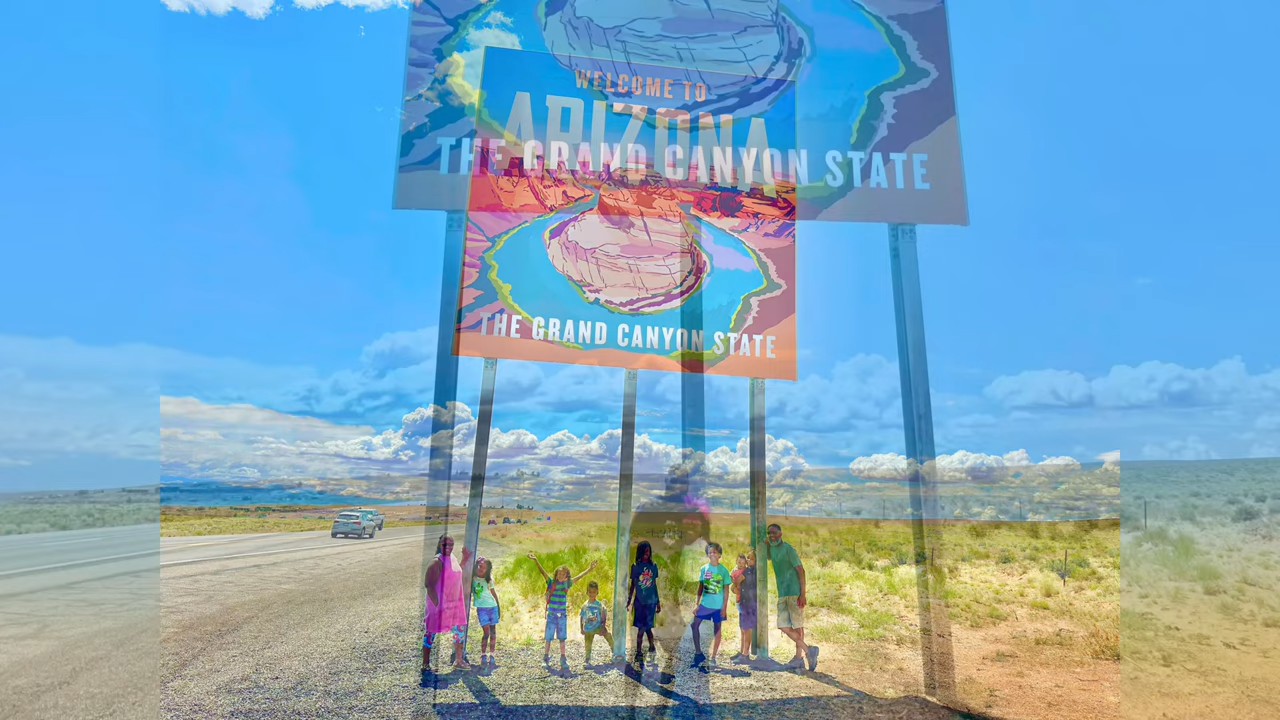 WELCOME TO
ARIZONA
THE GRAND CANYON STATE
THE GRAND CANYON STATE